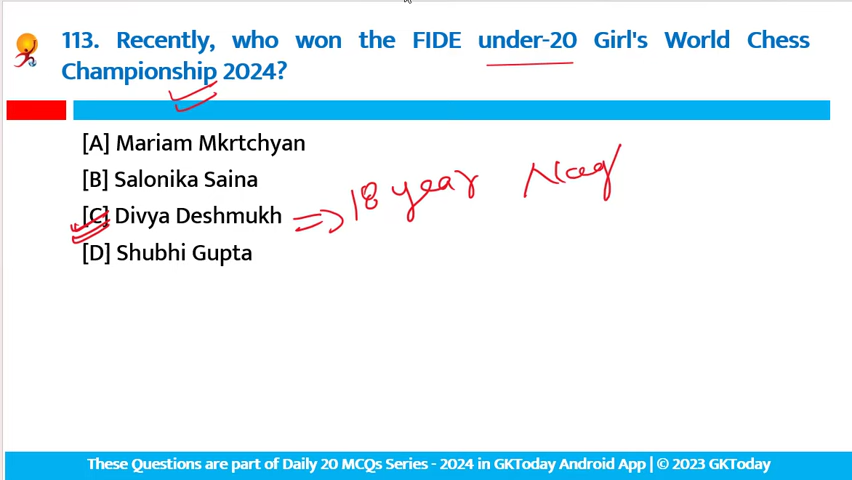 113. Recently, who won the FIDE under-20 Girl's World Chess
Championship 2024?
[A] Mariam Mkrtchyan
[B] Salonika Saina
[C] Divya Deshmukh => 18 year Nag
[D] Shubhi Gupta
These Questions are part of Daily 20 MCQs Series - 2024 in GKToday Android App | © 2023 GKToday